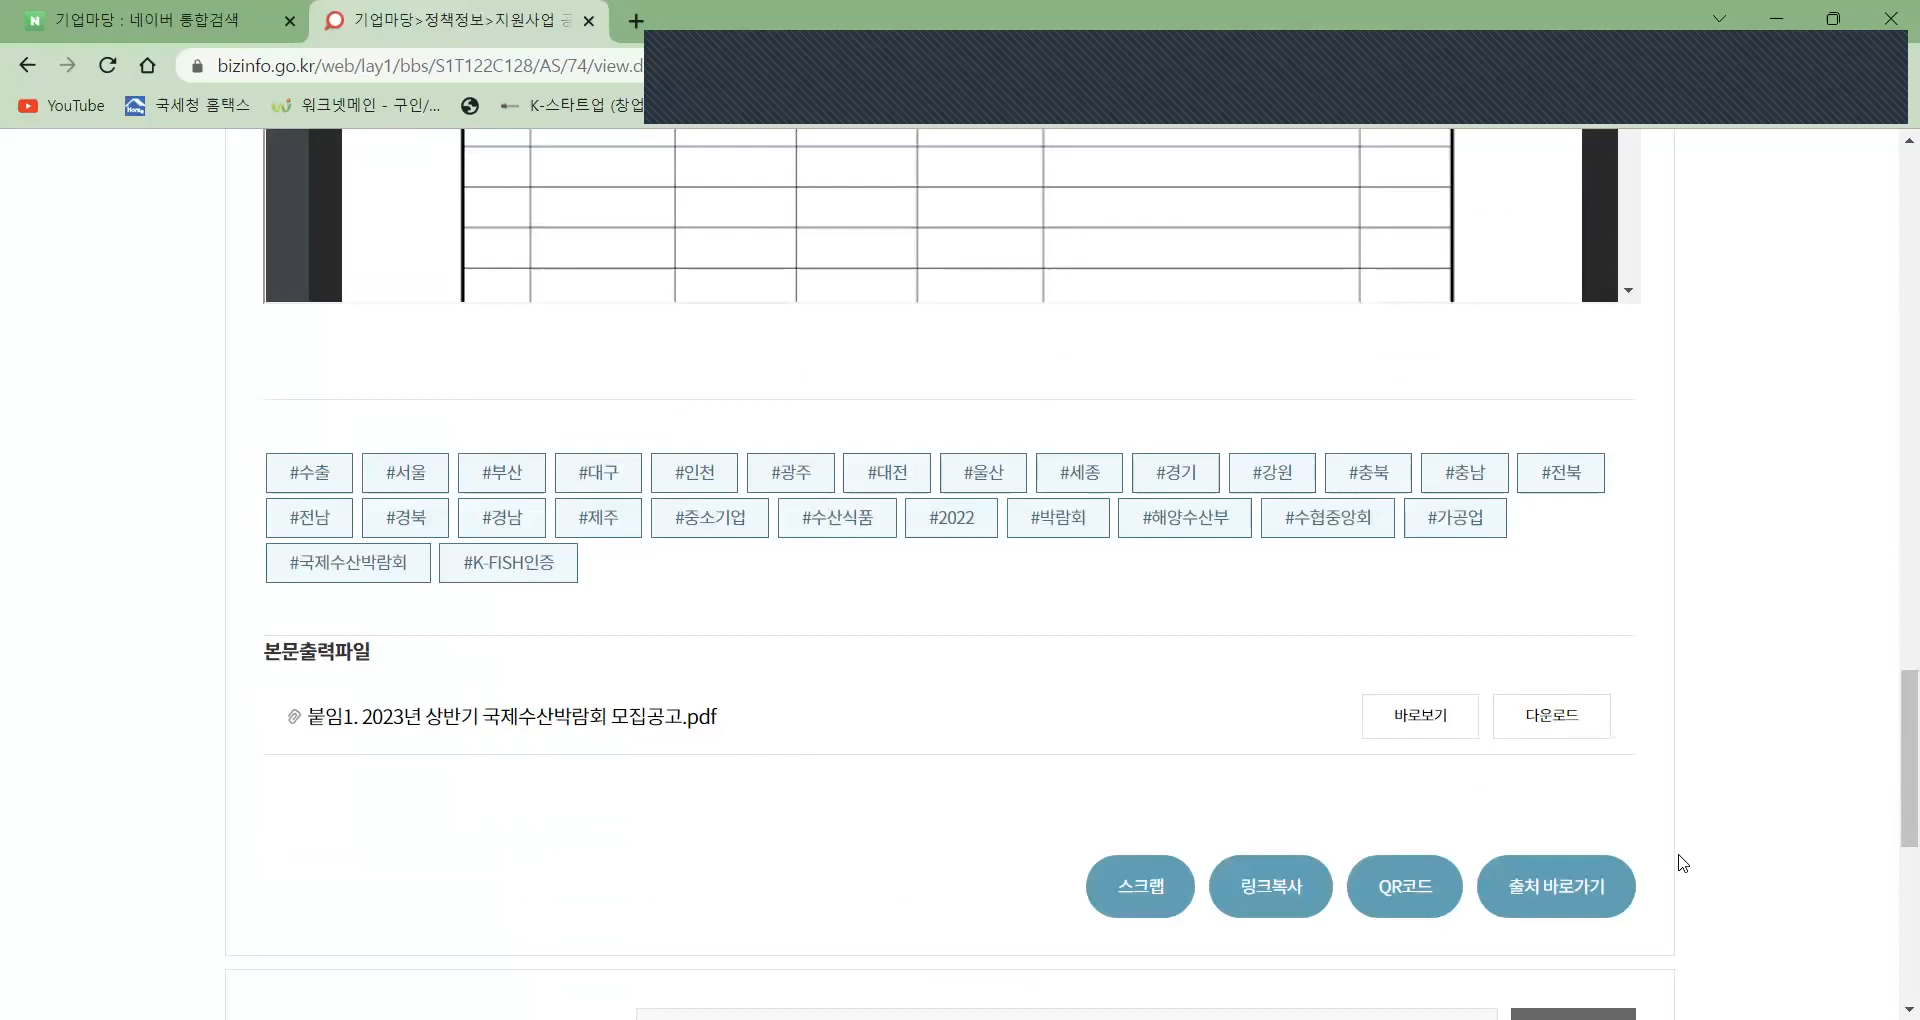 기업마당 : 네이버 통합검색
기업마당>정책정보>지원사업 공
bizinfo.go.kr/web/lay1/bbs/S1T122C128/AS/74/view.d
YouTube 국세청 홈택스 워크넷메인 - 구인/... K-스타트업 (창업
#수출 #서울 #부산 #대구 #인천 #광주 #대전 #울산 #세종 #경기 #강원 #충북 #충남 #전북
#전남 #경북 #경남 #제주 #중소기업 #수산식품 #2022 #박람회 #해양수산부 #수협중앙회 #가공업
#국제수산박람회 #K-FISH인증
본문출력파일
붙임1. 2023년 상반기 국제수산박람회 모집공고.pdf 바로보기 다운로드
스크랩 링크복사 QR코드 출처 바로가기